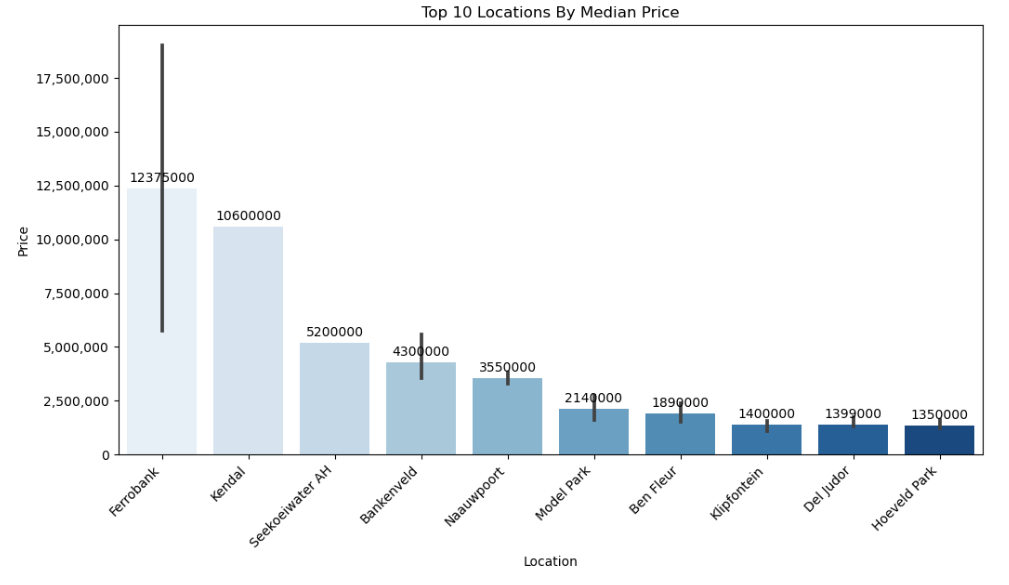 Top 10 Locations By Median Price
17,500,000
15,000,000
12,500,000
10,000,000
7,500,000
5,000,000
2,500,000
0
Price
12375000
10600000
5200000
4300000
3550000
2140000
1890000
1400000
1399000
1350000
Ferrobank
Kendal
Seekoeiwater AH
Bankenveld
Naauwpoort
Model Park
Ben Fleur
Klipfontein
Del Judor
Hoeveld Park
Location